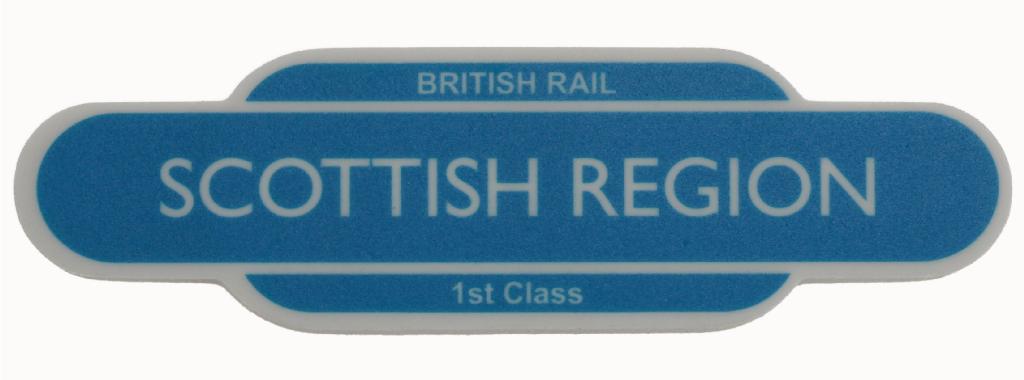 BRITISH RAIL
SCOTTISH REGION
1st Class